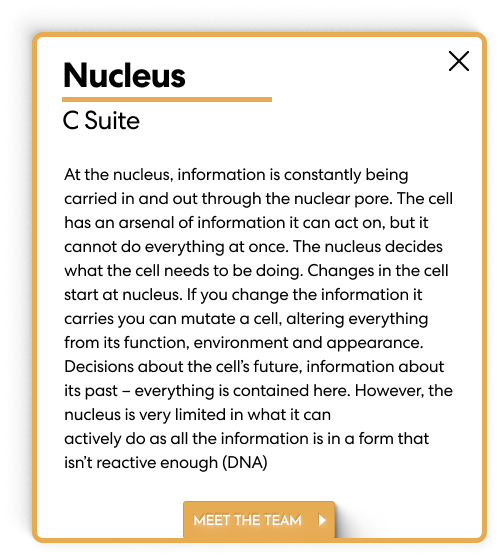 Nucleus
C Suite
At the nucleus, information is constantly being
carried in and out through the nuclear pore. The cell
has an arsenal of information it can act on, but it
cannot do everything at once. The nucleus decides
what the cell needs to be doing. Changes in the cell
start at nucleus. If you change the information it
carries you can mutate a cell, altering everything
from its function, environment and appearance.
Decisions about the cell’s future, information about
its past – everything is contained here. However, the
nucleus is very limited in what it can
actively do as all the information is in a form that
isn’t reactive enough (DNA)
MEET THE TEAM